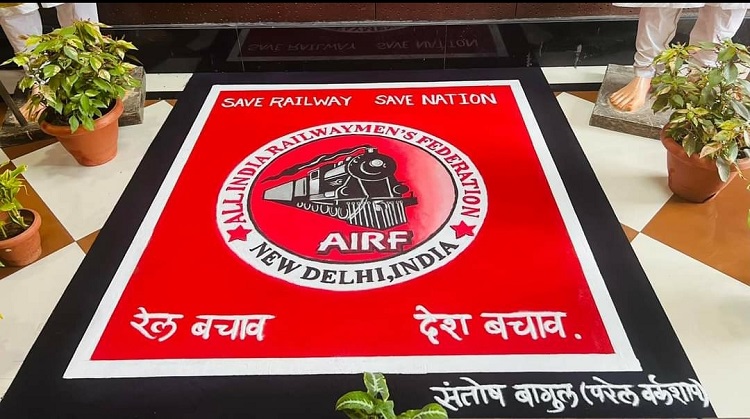 SAVE RAILWAY SAVE NATION
ALL INDIA RAILWAYMEN'S FEDERATION
AIRF
NEW DELHI, INDIA
रेल बचाव देश बचाव.
संतोष बागुल (परेल वर्कशाप)